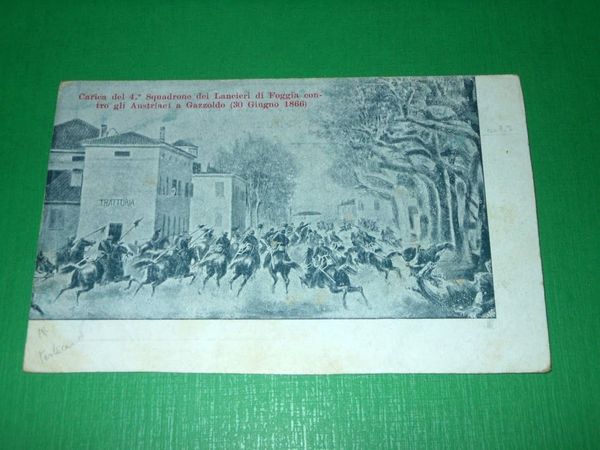 Carica del 4.° Squadrone dei Lancieri di Foggia con-
tro gli Austriaci a Gazzoldo (30 Giugno 1866)
TRATTORIA